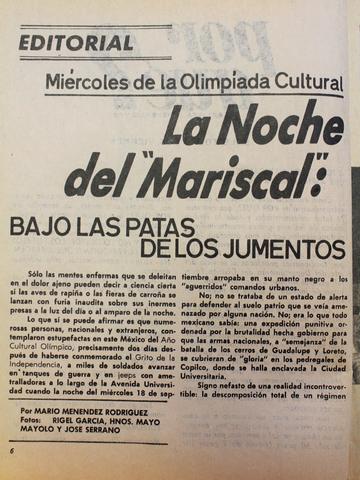 EDITORIAL
Miércoles de la Olimpíada Cultural
La Noche
del "Mariscal":
BAJO LAS PATAS
DE LOS JUMENTOS
Sólo las mentes enfermas que se deleitan
en el dolor ajeno pueden decir a ciencia cierta
si las aves de rapiña o las fieras de carroña se
lanzan con furia inaudita sobre sus inermes
presas a la luz del día o al amparo de la noche.
Lo que sí se puede afirmar es que nume-
rosas personas, nacionales y extranjeros, con-
templaron estupefactas en este México del Año
Cultural Olímpico, precisamente dos días des-
pués de haberse conmemorado el Grito de la
Independencia, a miles de soldados avanzar
en tanques de guerra y en jeeps con ame-
tralladoras a lo largo de la Avenida Universi-
dad cuando la noche del miércoles 18 de sep-
tiembre arropaba en su manto negro a los
"aguerridos" comandos urbanos.
No; no se trataba de un estado de alerta
para defender al suelo patrio que se veía ame-
nazado por alguna nación. No; era lo que todo
mexicano sabía: una expedición punitiva or-
denada por la brutalidad hecha gobierno para
que las armas nacionales, a "semejanza" de la
batalla de los cerros de Guadalupe y Loreto,
se cubrieran de "gloria" en los pedregales de
Copilco, donde se halla enclavada la Ciudad
Universitaria.
Signo nefasto de una realidad incontrover-
tible: la descomposición total de un régimen
Por MARIO MENENDEZ RODRIGUEZ
Fotos: RIGEL GARCIA, HNOS. MAYO
MAYOLO Y JOSE SERRANO
6